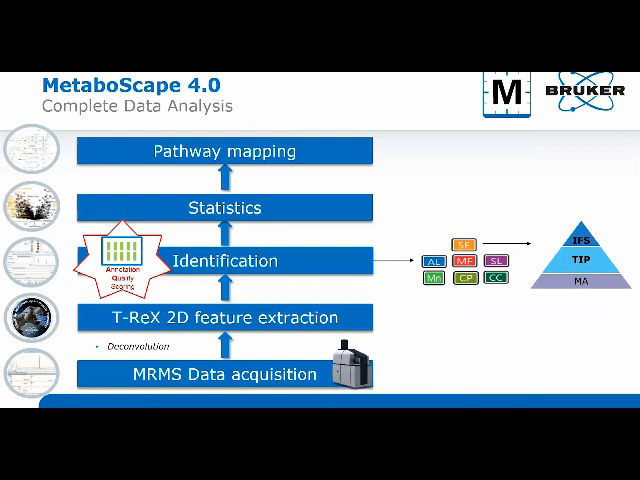 MetaboScape 4.0
Complete Data Analysis
M
BRUKER
Pathway mapping
Statistics
Identification
Annotation
Quality
Scoring
SF
AL MF SL
Mn CP CC
IFS
TIP
MA
T-ReX 2D feature extraction
• Deconvolution
MRMS Data acquisition